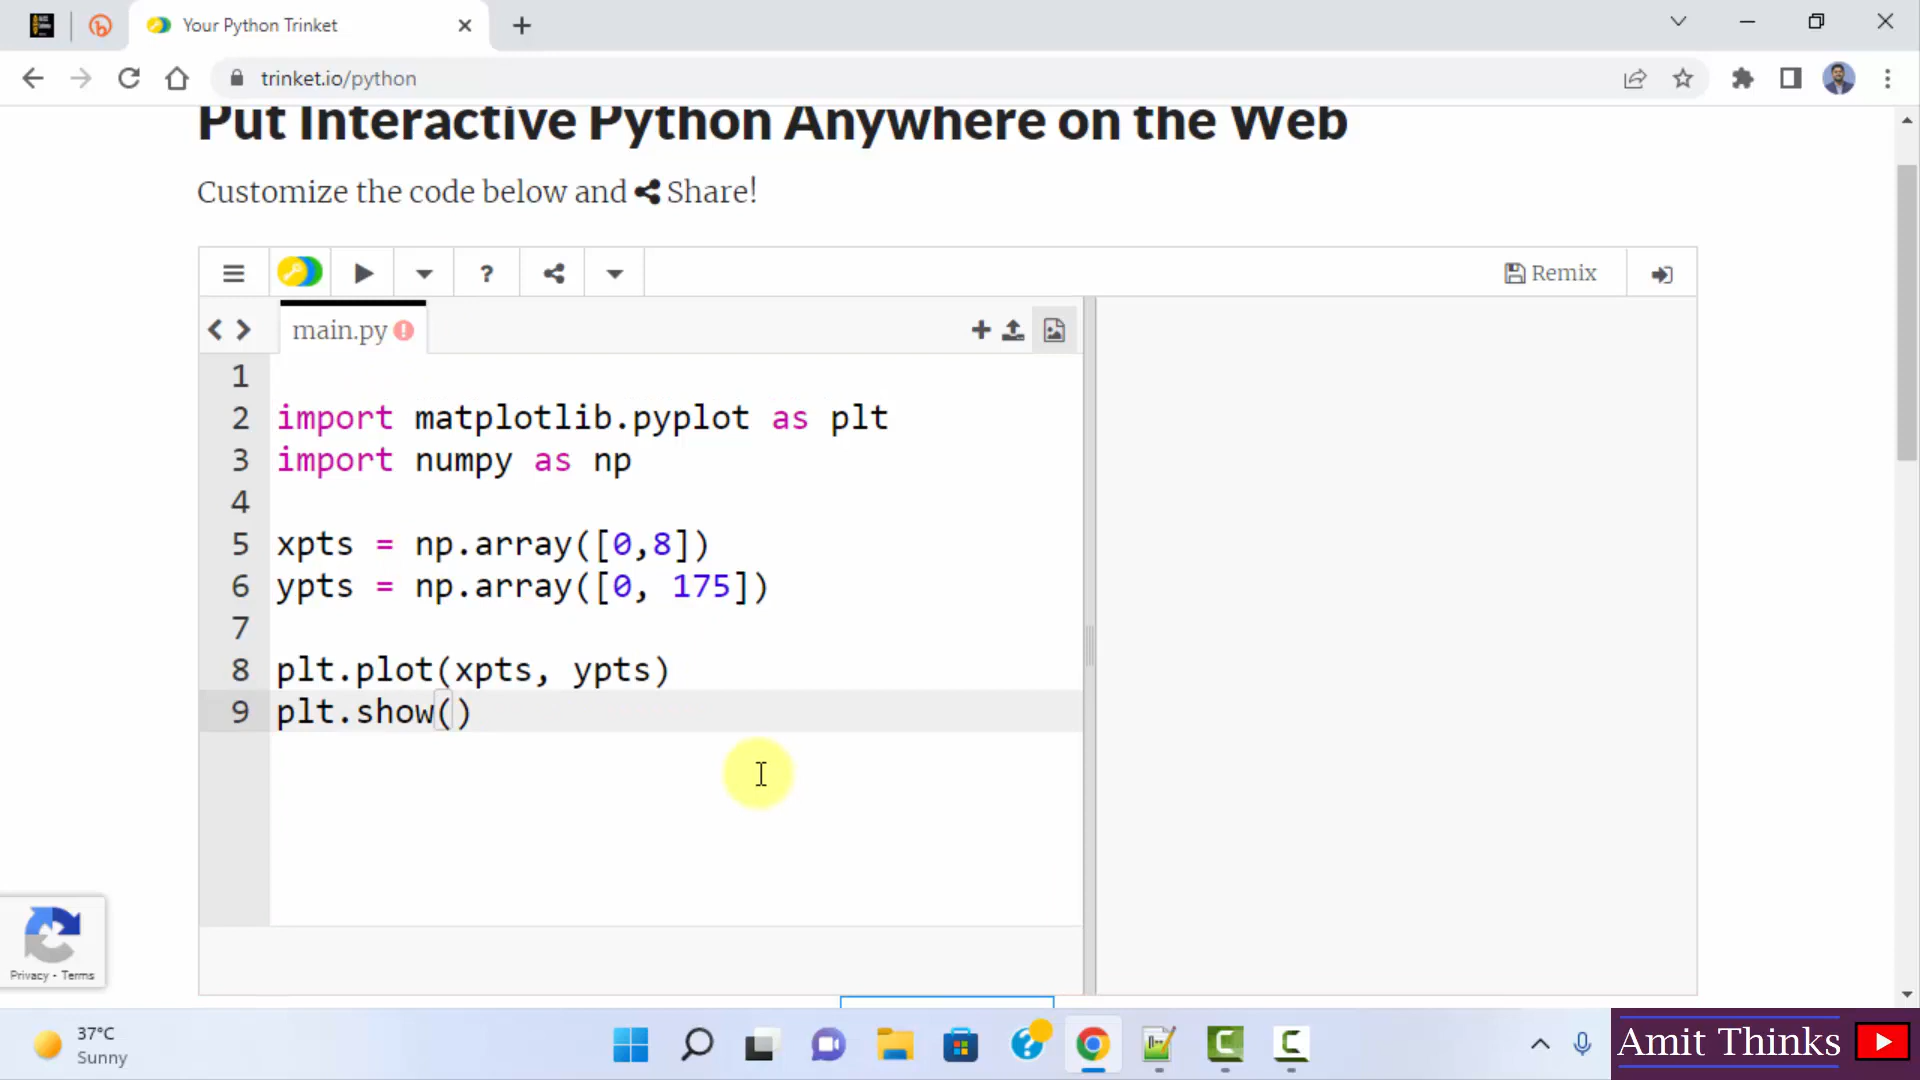 Your Python Trinket
trinket.io/python
Put Interactive Python Anywhere on the Web
Customize the code below and Share!
?
Remix
main.py
1
2 import matplotlib.pyplot as plt
3 import numpy as np
4
5 xpts = np.array([0,8])
6 ypts = np.array([0, 175])
7
8 plt.plot(xpts, ypts)
9 plt.show()
Privacy - Terms
37°C
Sunny
Amit Thinks